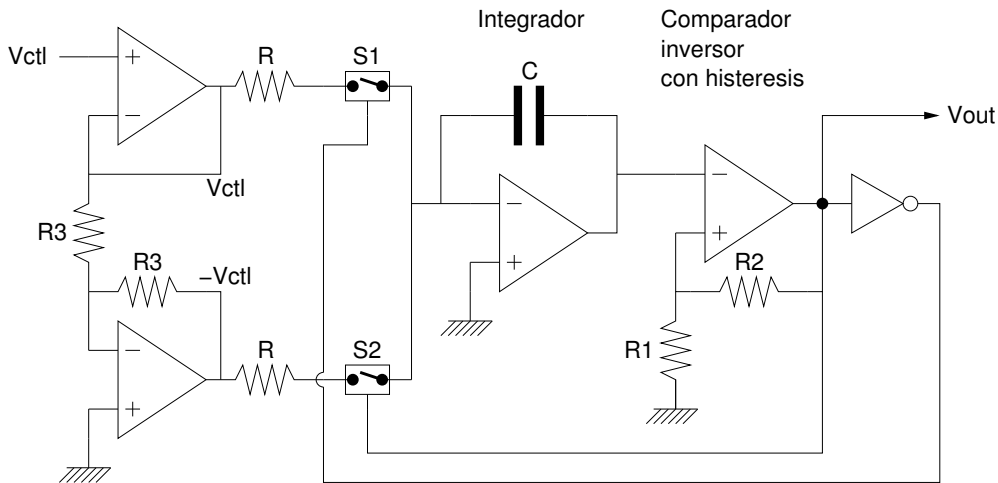 Integrador
Comparador
inversor
con histeresis
Vctl
R
S1
C
Vout
Vctl
R3
R3
−Vctl
R2
R1
R
S2